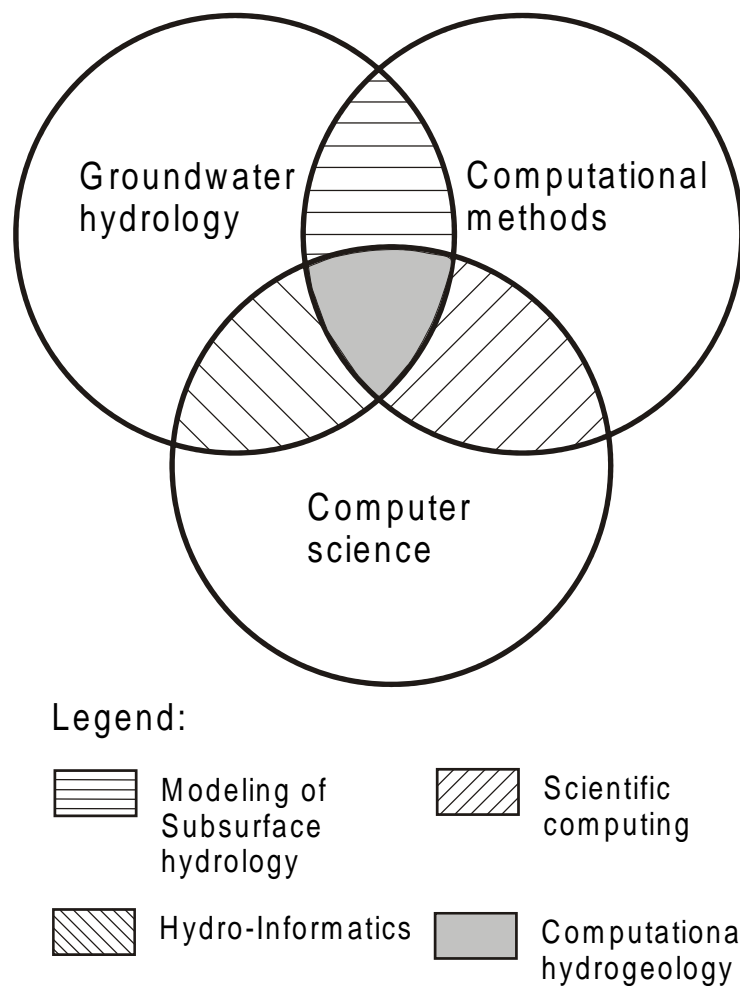 Groundwater
hydrology
Computational
methods
Computer
science
Legend:
Modeling of
Subsurface
hydrology
Scientific
computing
Hydro-Informatics
Computationa
hydrogeology